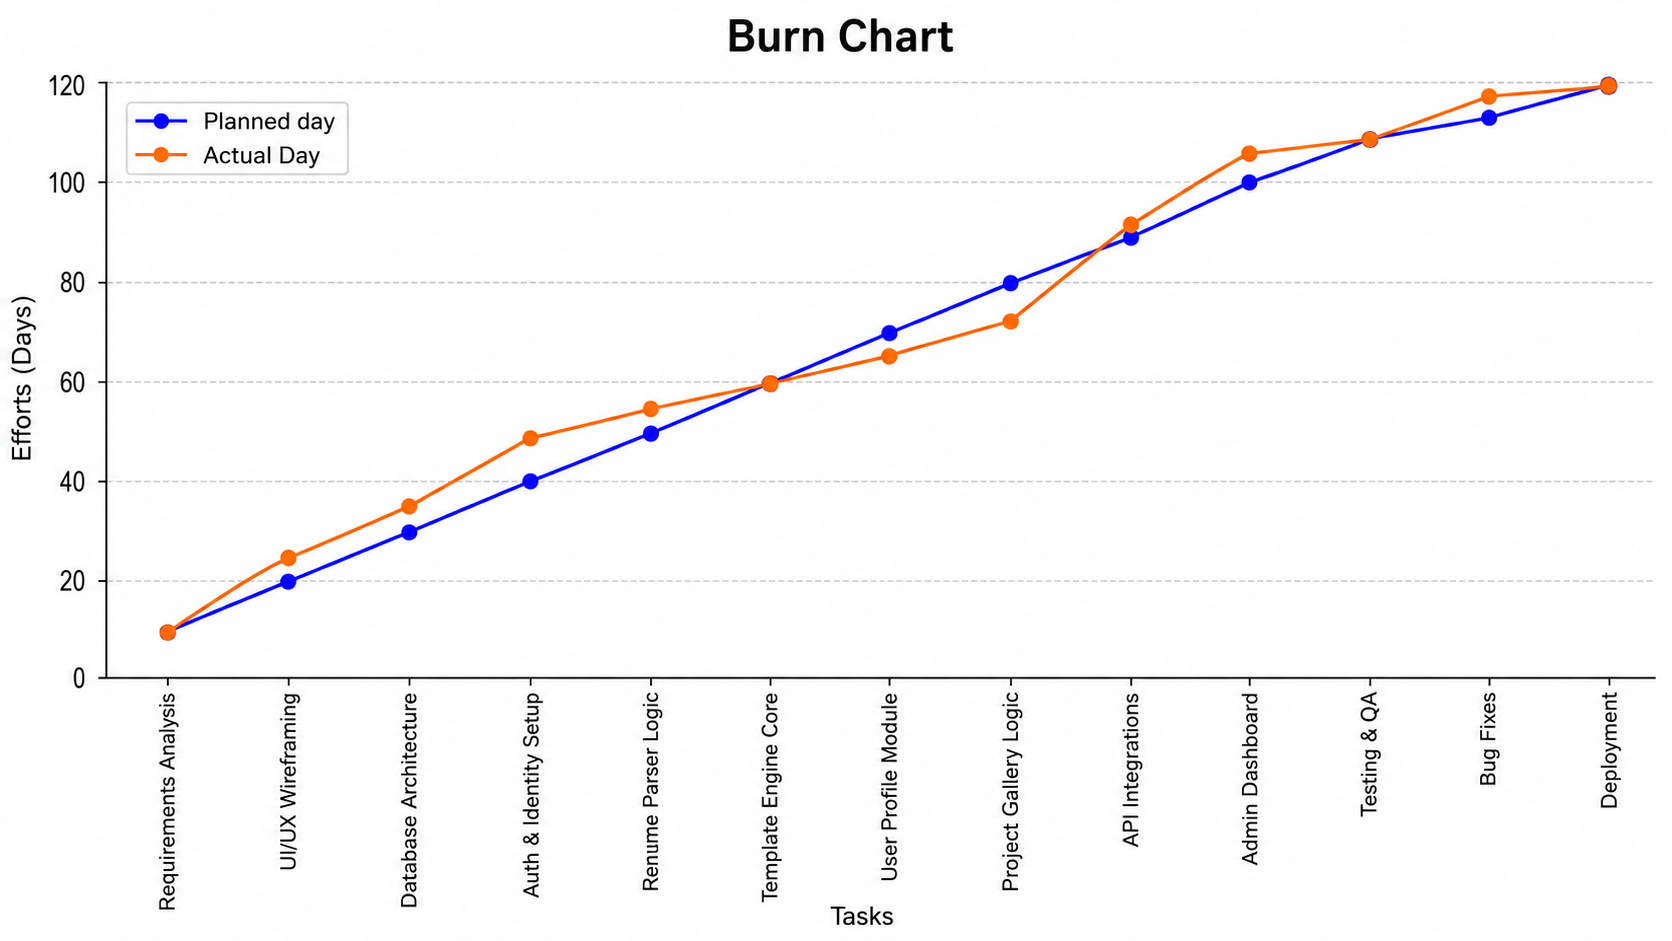 Burn Chart
Planned day
Actual Day
120
100
80
60
40
20
0
Efforts (Days)
Requirements Analysis
UI/UX Wireframing
Database Architecture
Auth & Identity Setup
Renume Parser Logic
Template Engine Core
User Profile Module
Project Gallery Logic
API Integrations
Admin Dashboard
Testing & QA
Bug Fixes
Deployment
Tasks